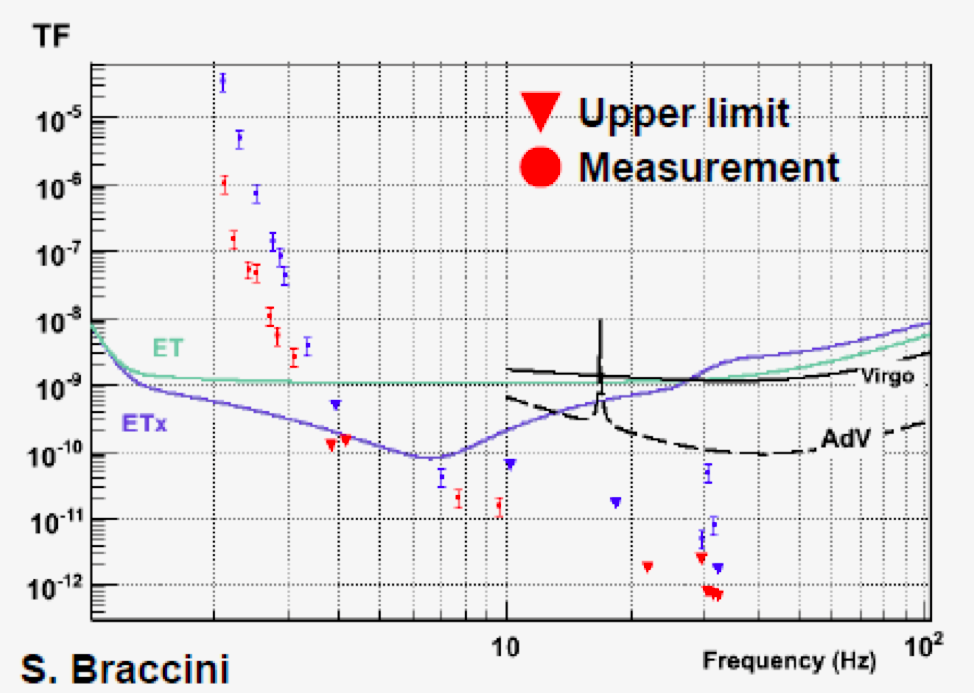 TF
Upper limit
Measurement
10⁻⁵
10⁻⁶
10⁻⁷
10⁻⁸
10⁻⁹
10⁻¹⁰
10⁻¹¹
10⁻¹²
ET
ETx
Virgo
AdV
10
10²
Frequency (Hz)
S. Braccini